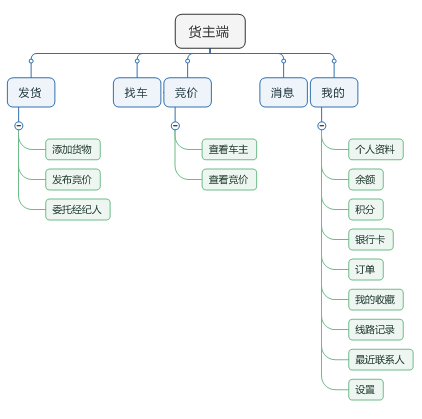 货主端
发货
找车
竞价
消息
我的
添加货物
发布竞价
委托经纪人
查看车主
查看竞价
个人资料
余额
积分
银行卡
订单
我的收藏
线路记录
最近联系人
设置